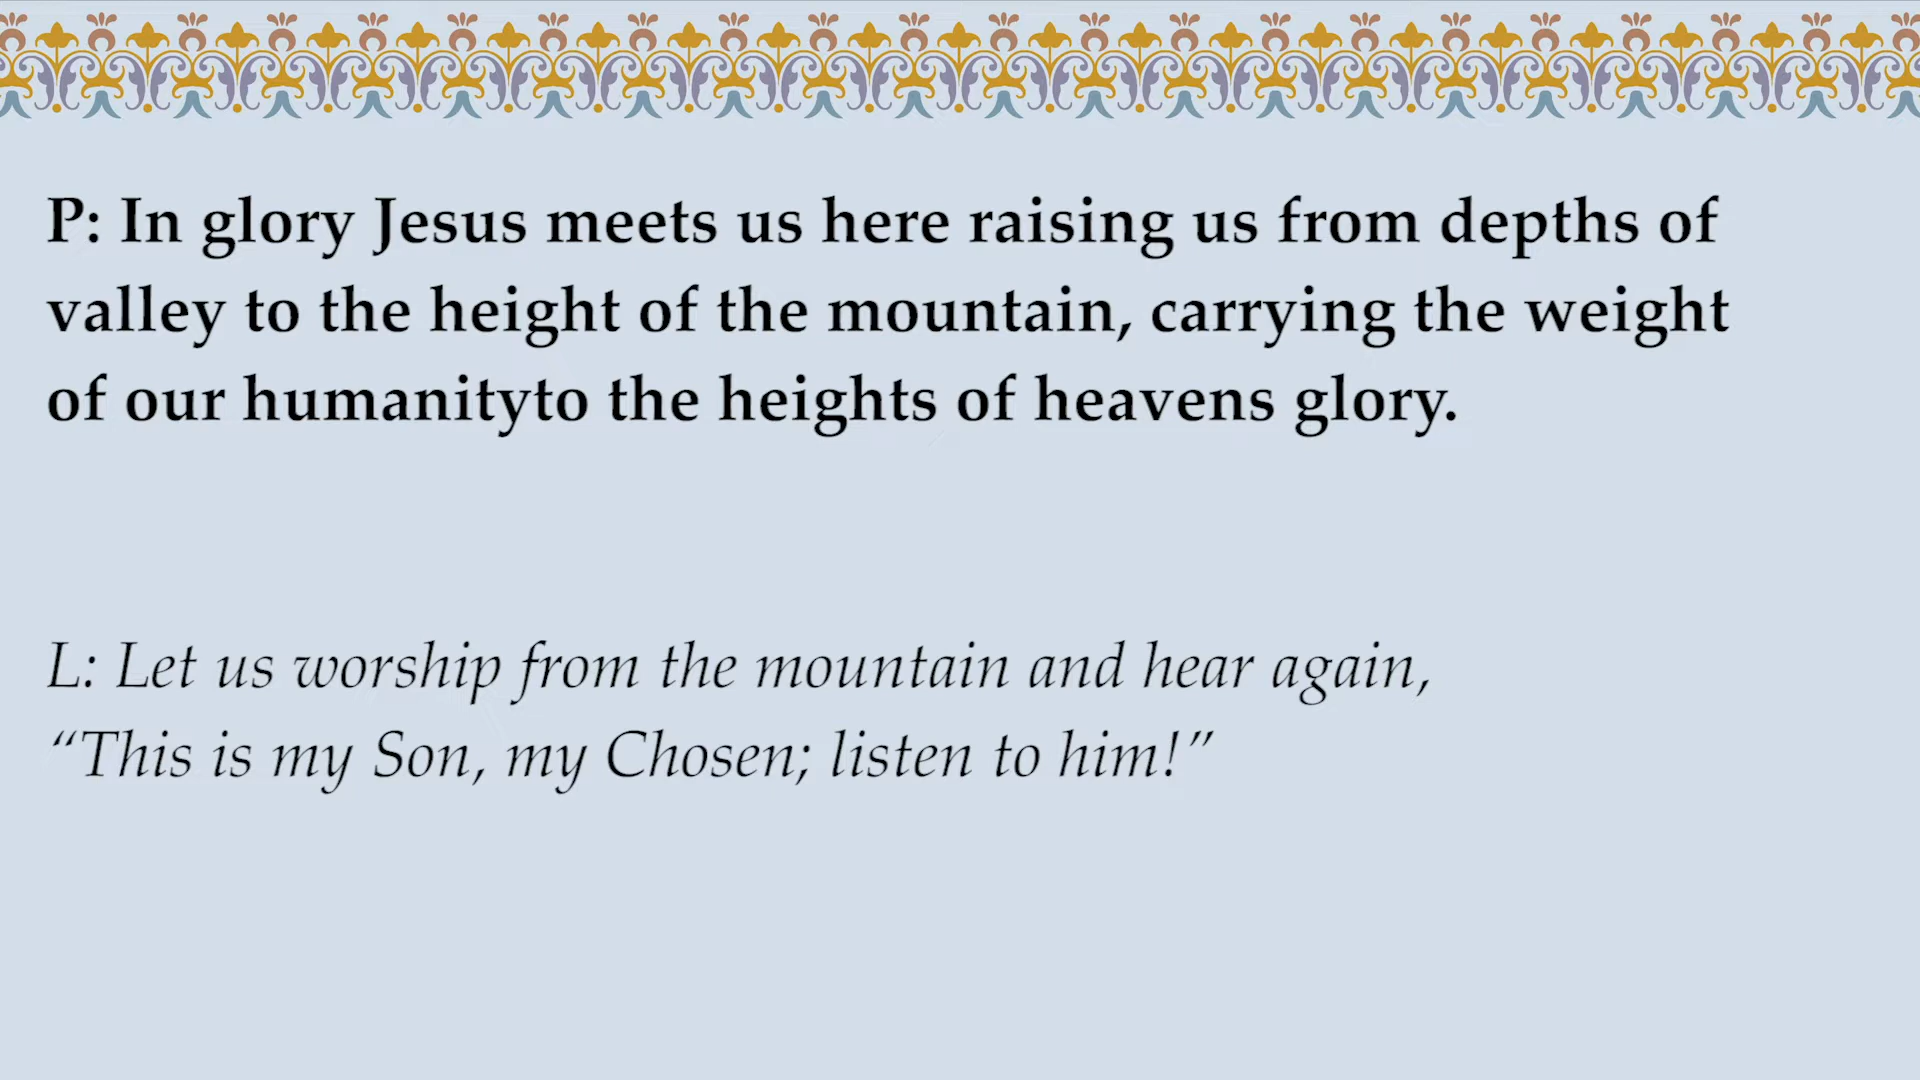 P: In glory Jesus meets us here raising us from depths of
valley to the height of the mountain, carrying the weight
of our humanityto the heights of heavens glory.
L: Let us worship from the mountain and hear again,
“This is my Son, my Chosen; listen to him!”